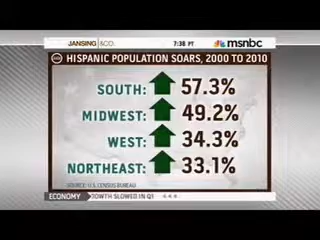 JANSING &CO.
7:38 PT
msnbc
HISPANIC POPULATION SOARS, 2000 TO 2010
SOUTH: 57.3%
MIDWEST: 49.2%
WEST: 34.3%
NORTHEAST: 33.1%
SOURCE: U.S. CENSUS BUREAU
ECONOMY
OWTH SLOWED IN Q1